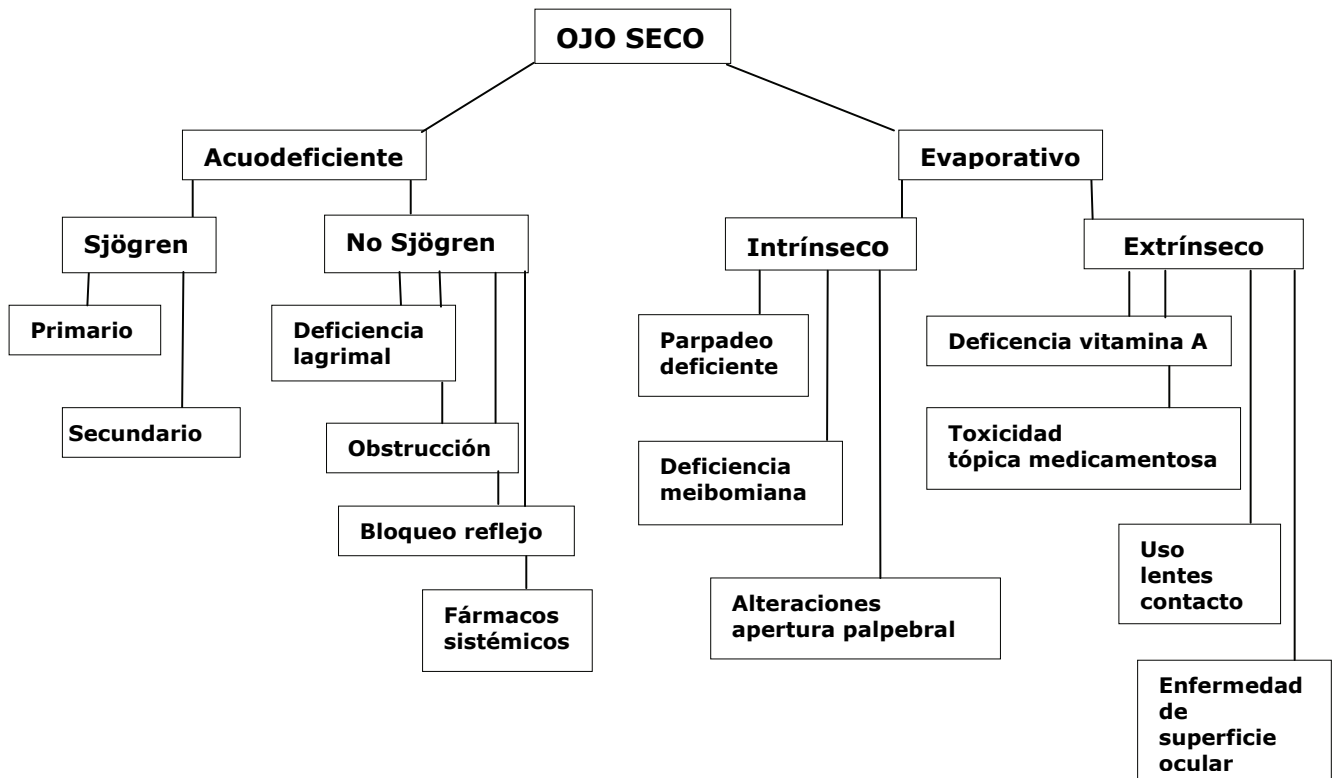 OJO SECO
Acuodeficiente
Evaporativo
Sjögren
No Sjögren
Intrínseco
Extrínseco
Primario
Deficiencia
lagrimal
Parpadeo
deficiente
Deficencia vitamina A
Secundario
Obstrucción
Deficiencia
meibomiana
Toxicidad
tópica medicamentosa
Bloqueo reflejo
Uso
lentes
contacto
Fármacos
sistémicos
Alteraciones
apertura palpebral
Enfermedad
de
superficie
ocular